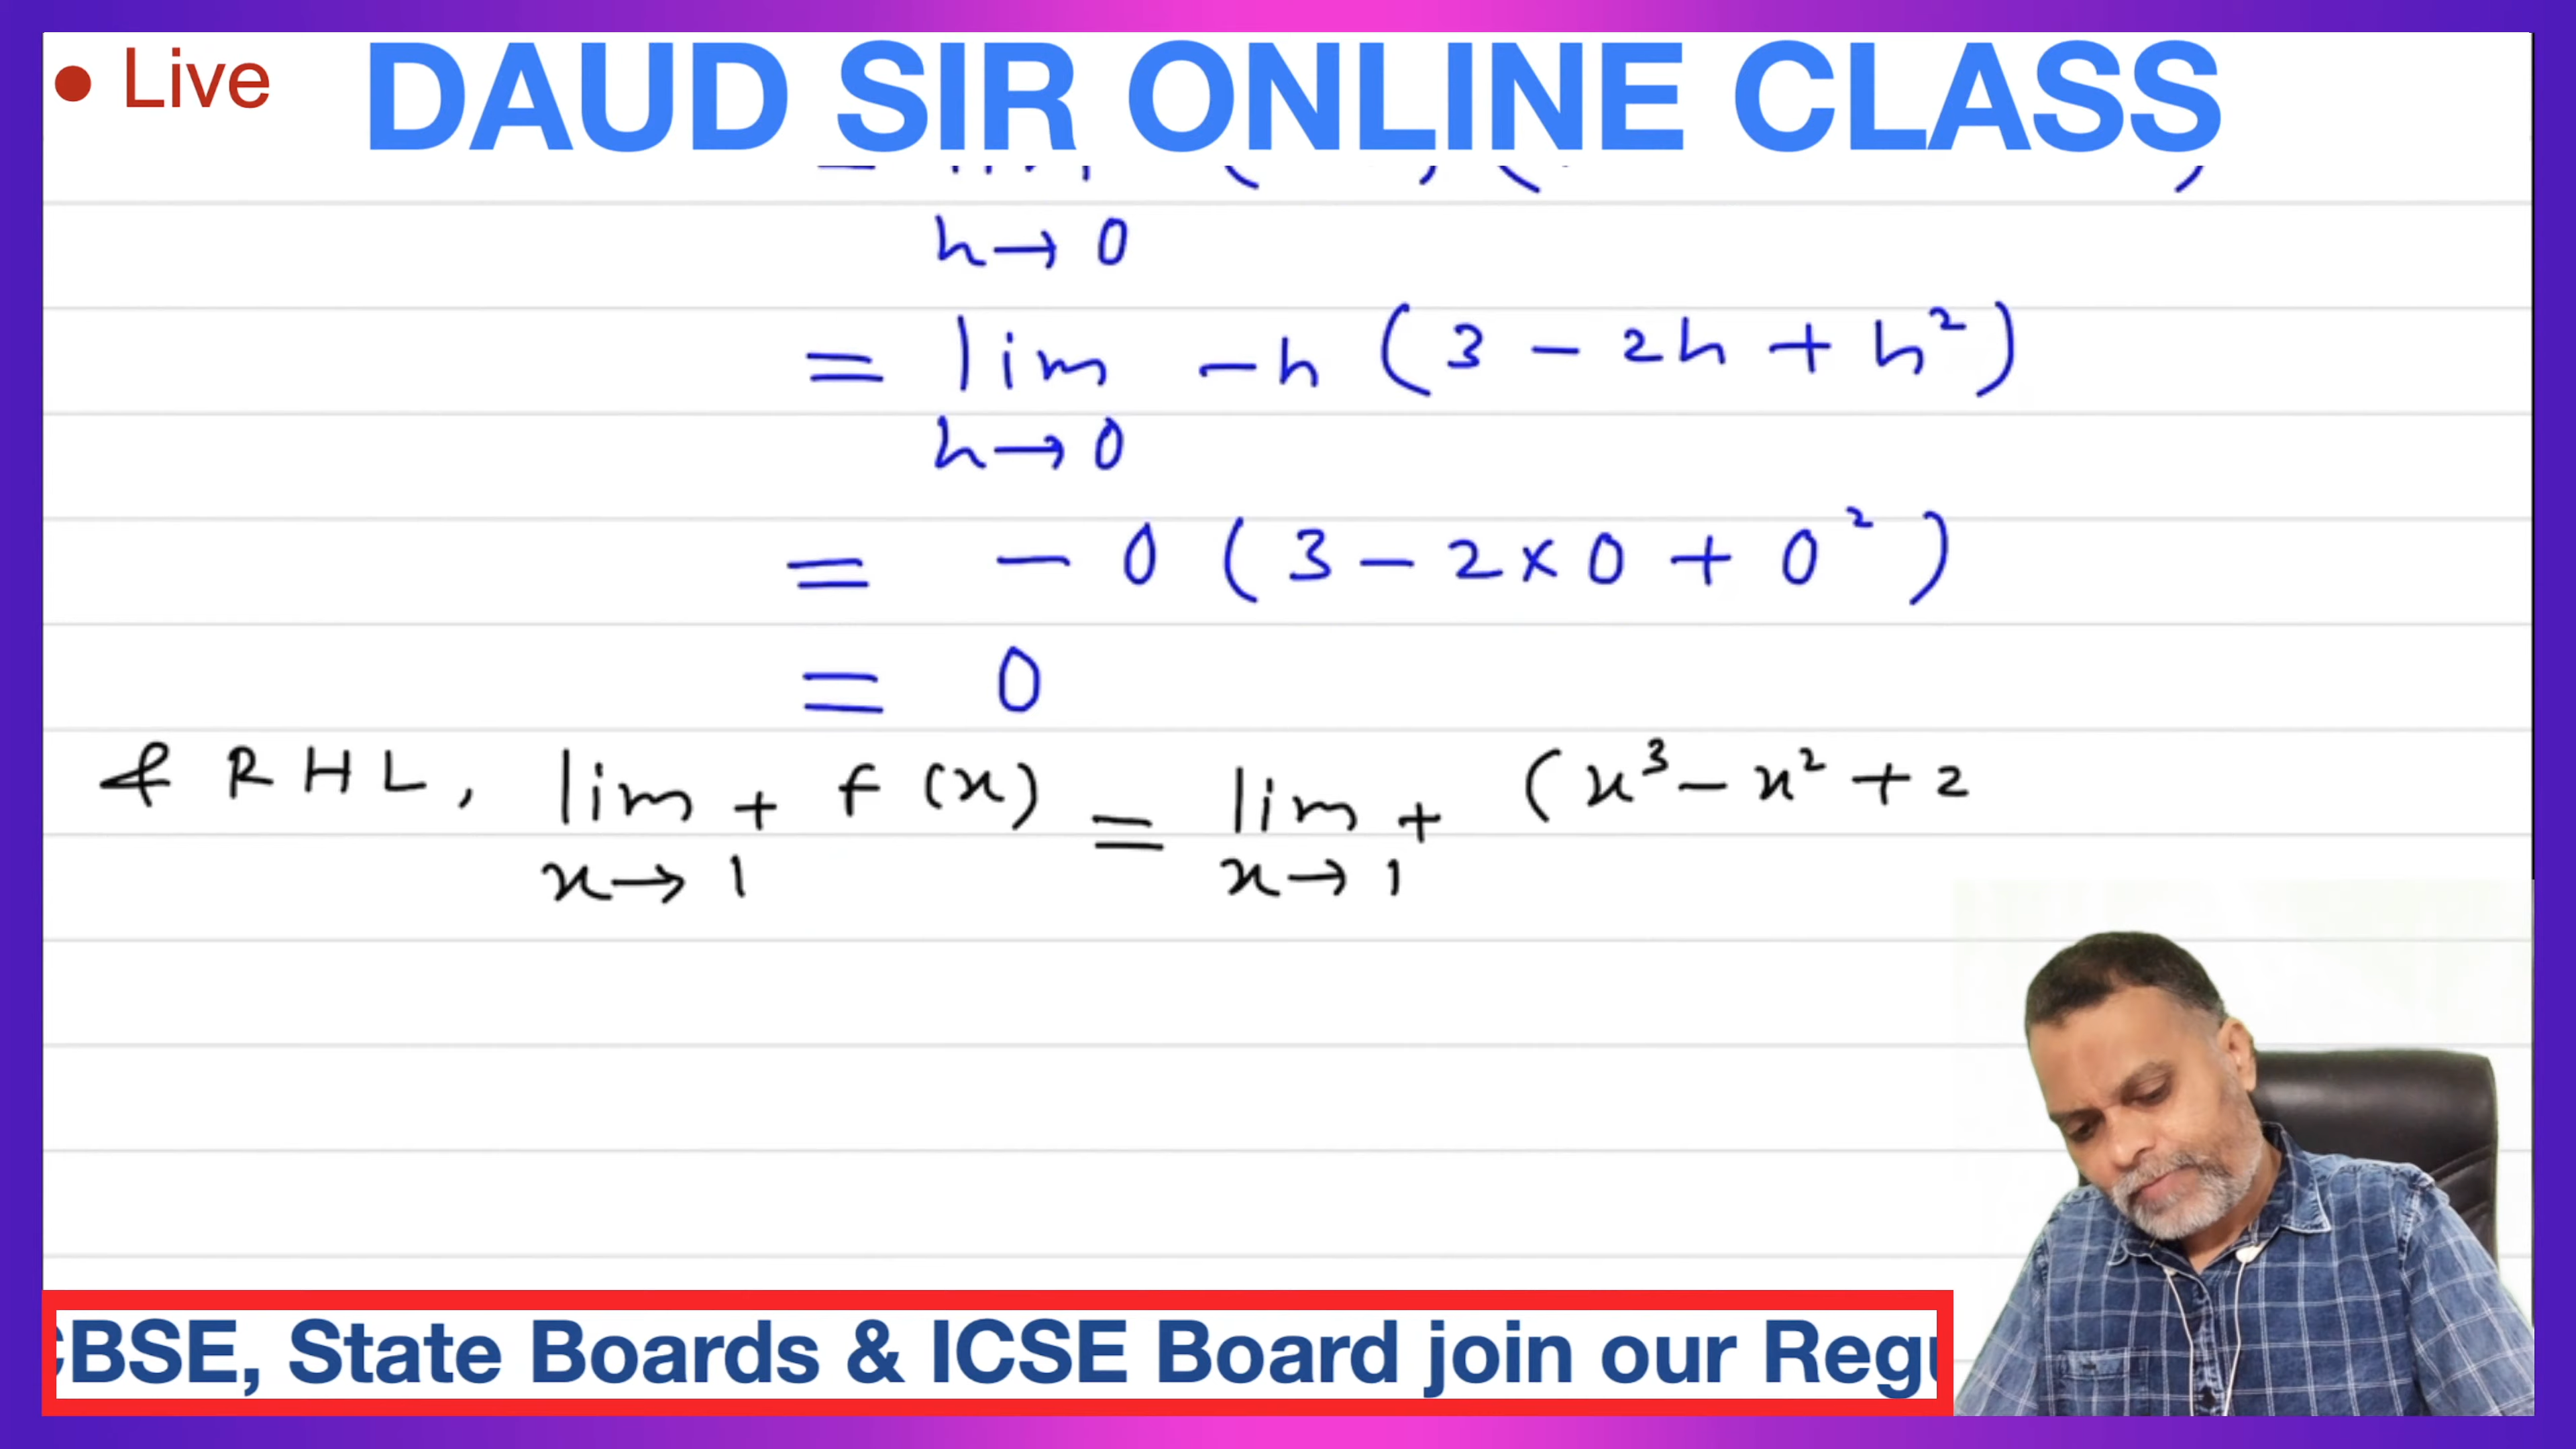 • Live DAUD SIR ONLINE CLASS
h→0
= lim -h (3 - 2h + h²)
h→0
= - 0 (3 - 2×0 + 0²)
= 0
& RHL, lim + f (x) = lim + (x³ - x² + 2
x→1 x→1
BSE, State Boards & ICSE Board join our Regu